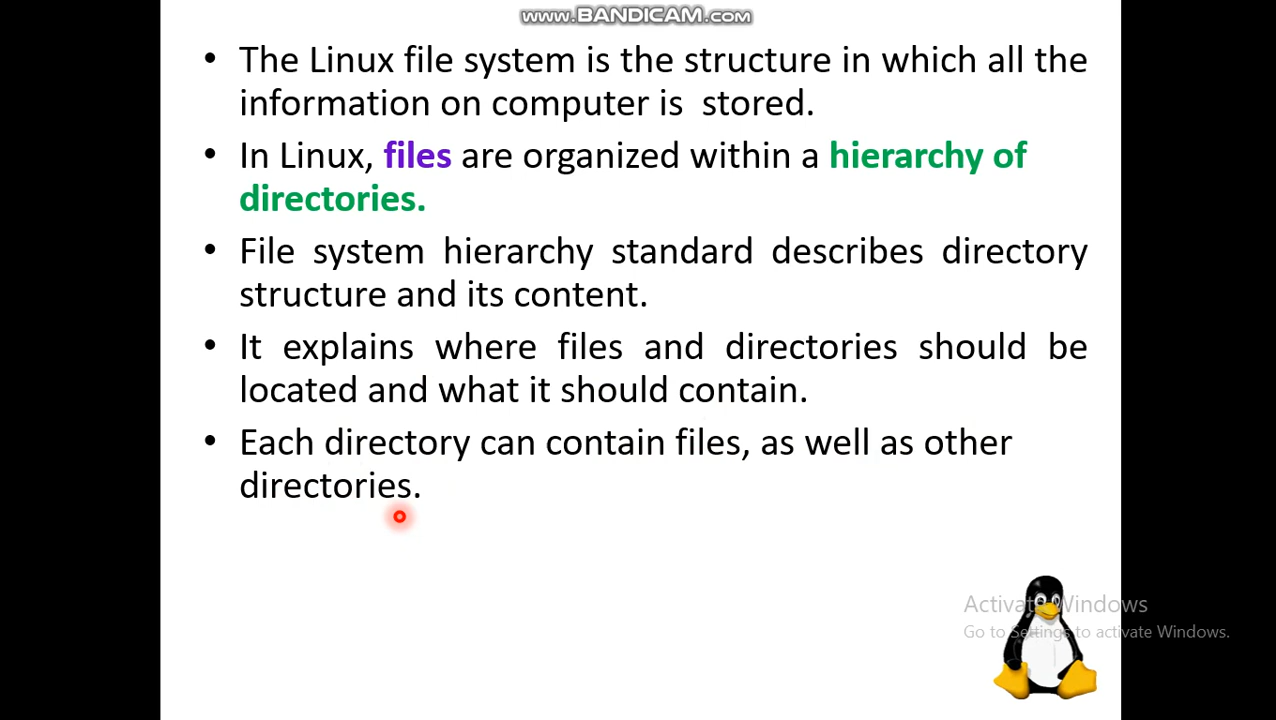 www.BANDICAM.com
• The Linux file system is the structure in which all the
information on computer is stored.
• In Linux, files are organized within a hierarchy of
directories.
• File system hierarchy standard describes directory
structure and its content.
• It explains where files and directories should be
located and what it should contain.
• Each directory can contain files, as well as other
directories.
Activate Windows
Go to Settings to activate Windows.